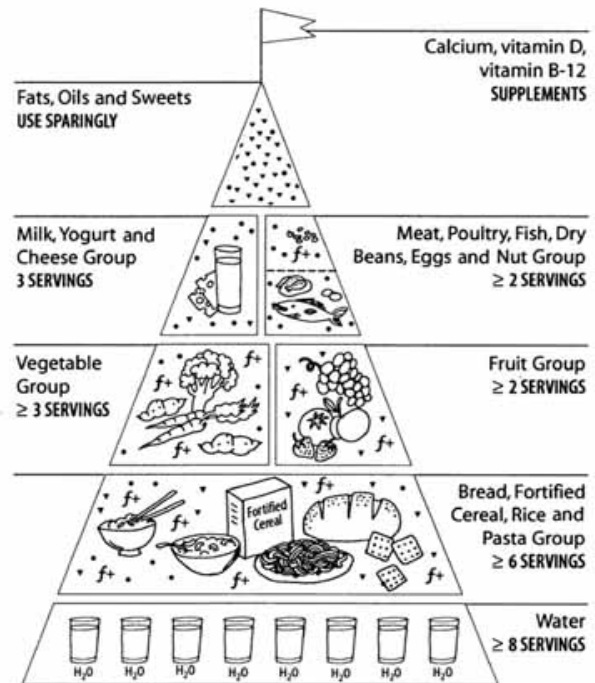 Calcium, vitamin D,
vitamin B-12
SUPPLEMENTS
Fats, Oils and Sweets
USE SPARINGLY
Milk, Yogurt and
Cheese Group
3 SERVINGS
f+
Meat, Poultry, Fish, Dry
Beans, Eggs and Nut Group
≥ 2 SERVINGS
Vegetable
Group
≥ 3 SERVINGS
f+
f+
f+
f+
f+
f+
Fruit Group
≥ 2 SERVINGS
f+
f+
Fortified
Cereal
f+
f+
f+
f+
Bread, Fortified
Cereal, Rice and
Pasta Group
≥ 6 SERVINGS
H₂O H₂O H₂O H₂O H₂O H₂O H₂O H₂O
Water
≥ 8 SERVINGS